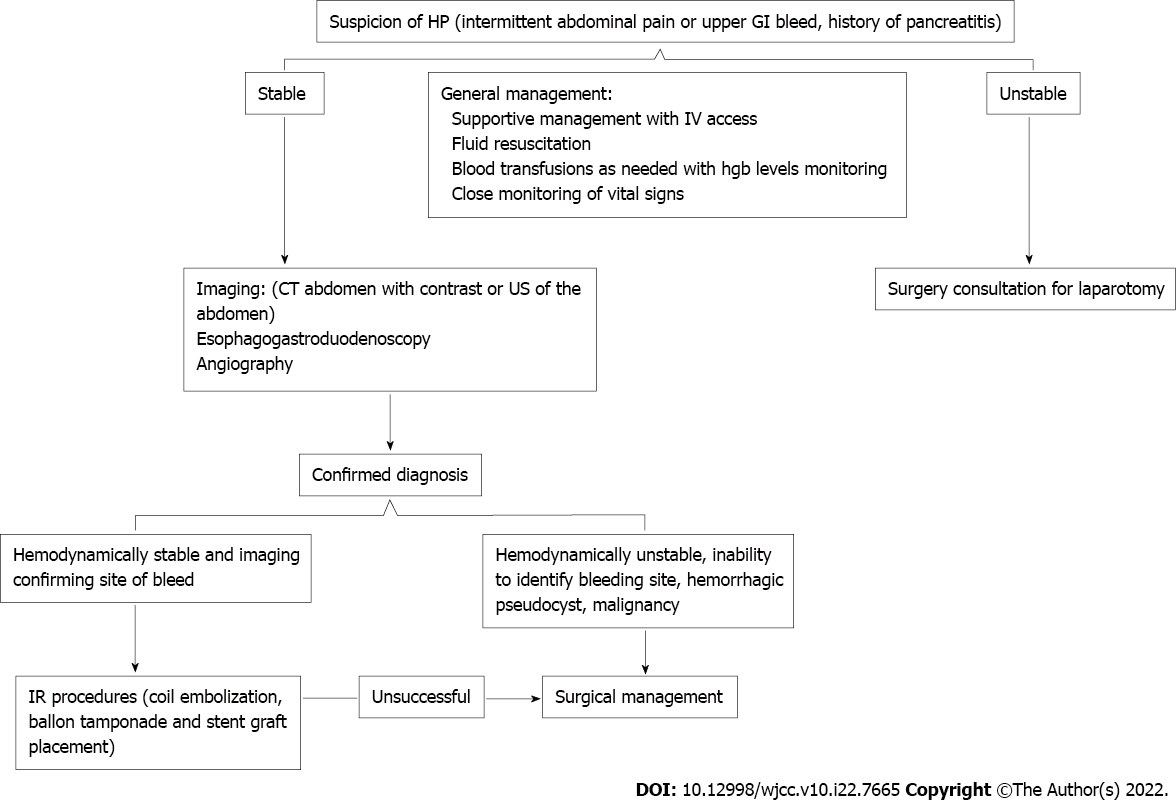 Suspicion of HP (intermittent abdominal pain or upper GI bleed, history of pancreatitis)
Stable
General management:
Supportive management with IV access
Fluid resuscitation
Blood transfusions as needed with hgb levels monitoring
Close monitoring of vital signs
Unstable
Imaging: (CT abdomen with contrast or US of the
abdomen)
Esophagogastroduodenoscopy
Angiography
Surgery consultation for laparotomy
Confirmed diagnosis
Hemodynamically stable and imaging
confirming site of bleed
Hemodynamically unstable, inability
to identify bleeding site, hemorrhagic
pseudocyst, malignancy
IR procedures (coil embolization,
ballon tamponade and stent graft
placement)
Unsuccessful
Surgical management
DOI: 10.12998/wjcc.v10.i22.7665 Copyright ©The Author(s) 2022.